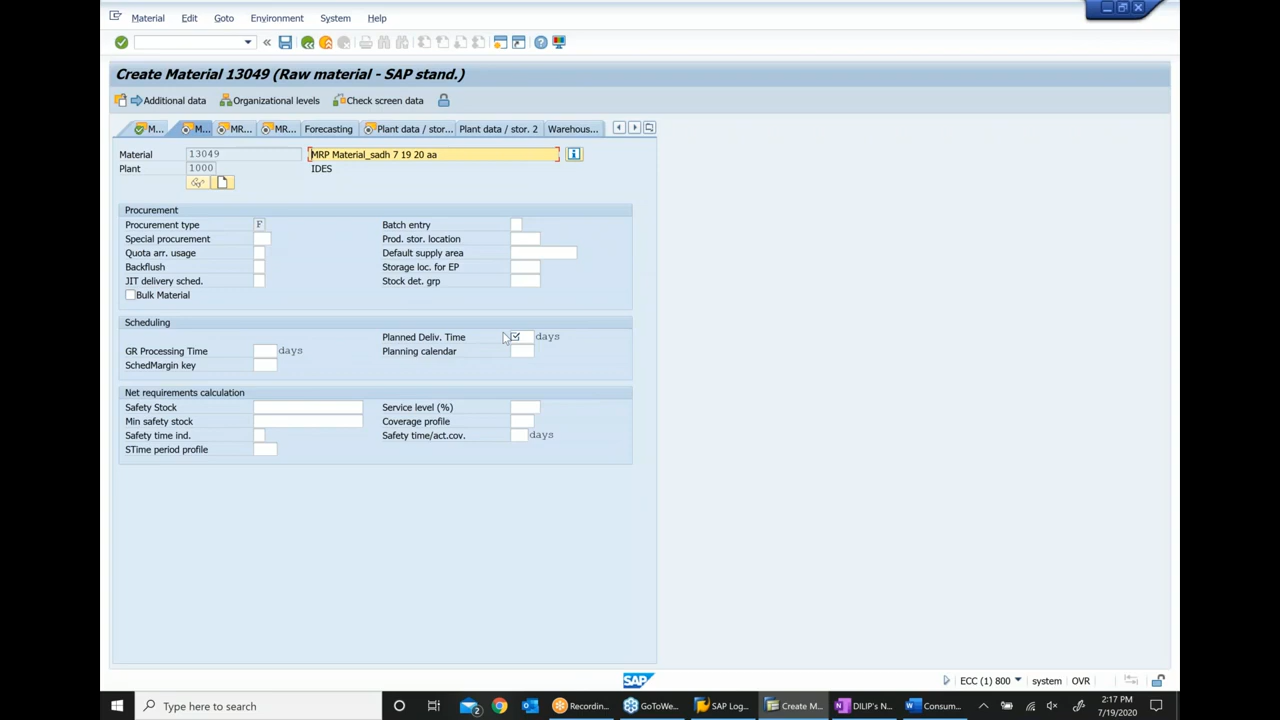 Material Edit Goto Environment System Help
Create Material 13049 (Raw material - SAP stand.)
Additional data Organizational levels Check screen data
M... M... MR... MR... Forecasting Plant data / stor... Plant data / stor. 2 Warehous...
Material 13049 MRP Material_sadh 7 19 20 aa
Plant 1000 IDES
Procurement
Procurement type F Batch entry
Special procurement Prod. stor. location
Quota arr. usage Default supply area
Backflush Storage loc. for EP
JIT delivery sched. Stock det. grp
Bulk Material
Scheduling
Planned Deliv. Time days
GR Processing Time days Planning calendar
SchedMargin key
Net requirements calculation
Safety Stock Service level (%)
Min safety stock Coverage profile
Safety time ind. Safety time/act.cov. days
STime period profile
SAP
ECC (1) 800 system OVR
Type here to search 2 Recordin... GoToWe... SAP Log... Create M... DILIP's N... Consum... 2:17 PM
7/19/2020